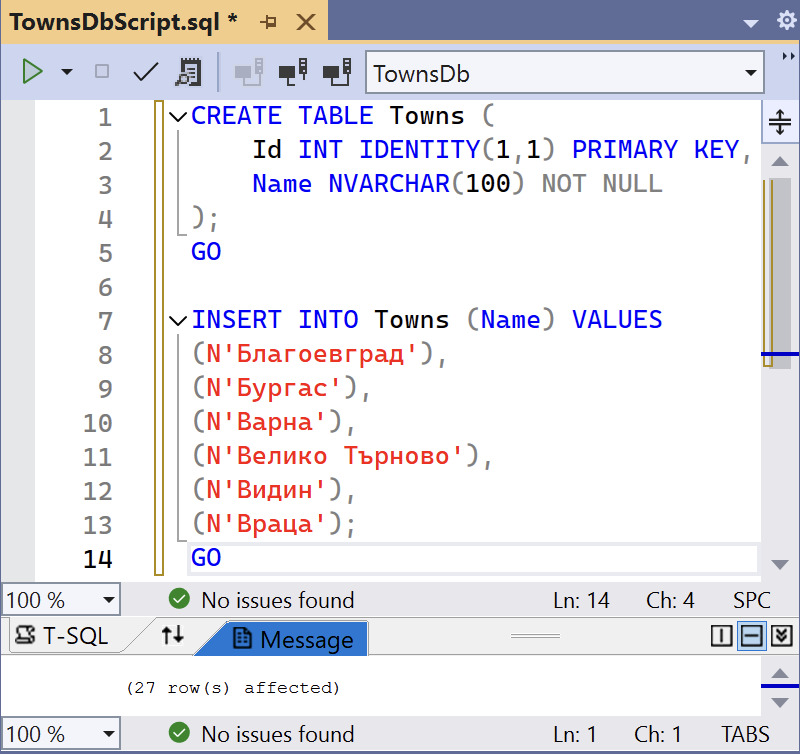 TownsDbScript.sql *
TownsDb
1 CREATE TABLE Towns (
2 Id INT IDENTITY(1,1) PRIMARY KEY,
3 Name NVARCHAR(100) NOT NULL
4 );
5 GO
6
7 INSERT INTO Towns (Name) VALUES
8 (N'Благоевград'),
9 (N'Бургас'),
10 (N'Варна'),
11 (N'Велико Търново'),
12 (N'Видин'),
13 (N'Враца');
14 GO
100 % No issues found Ln: 14 Ch: 4 SPC
T-SQL Message
(27 row(s) affected)
100 % No issues found Ln: 1 Ch: 1 TABS